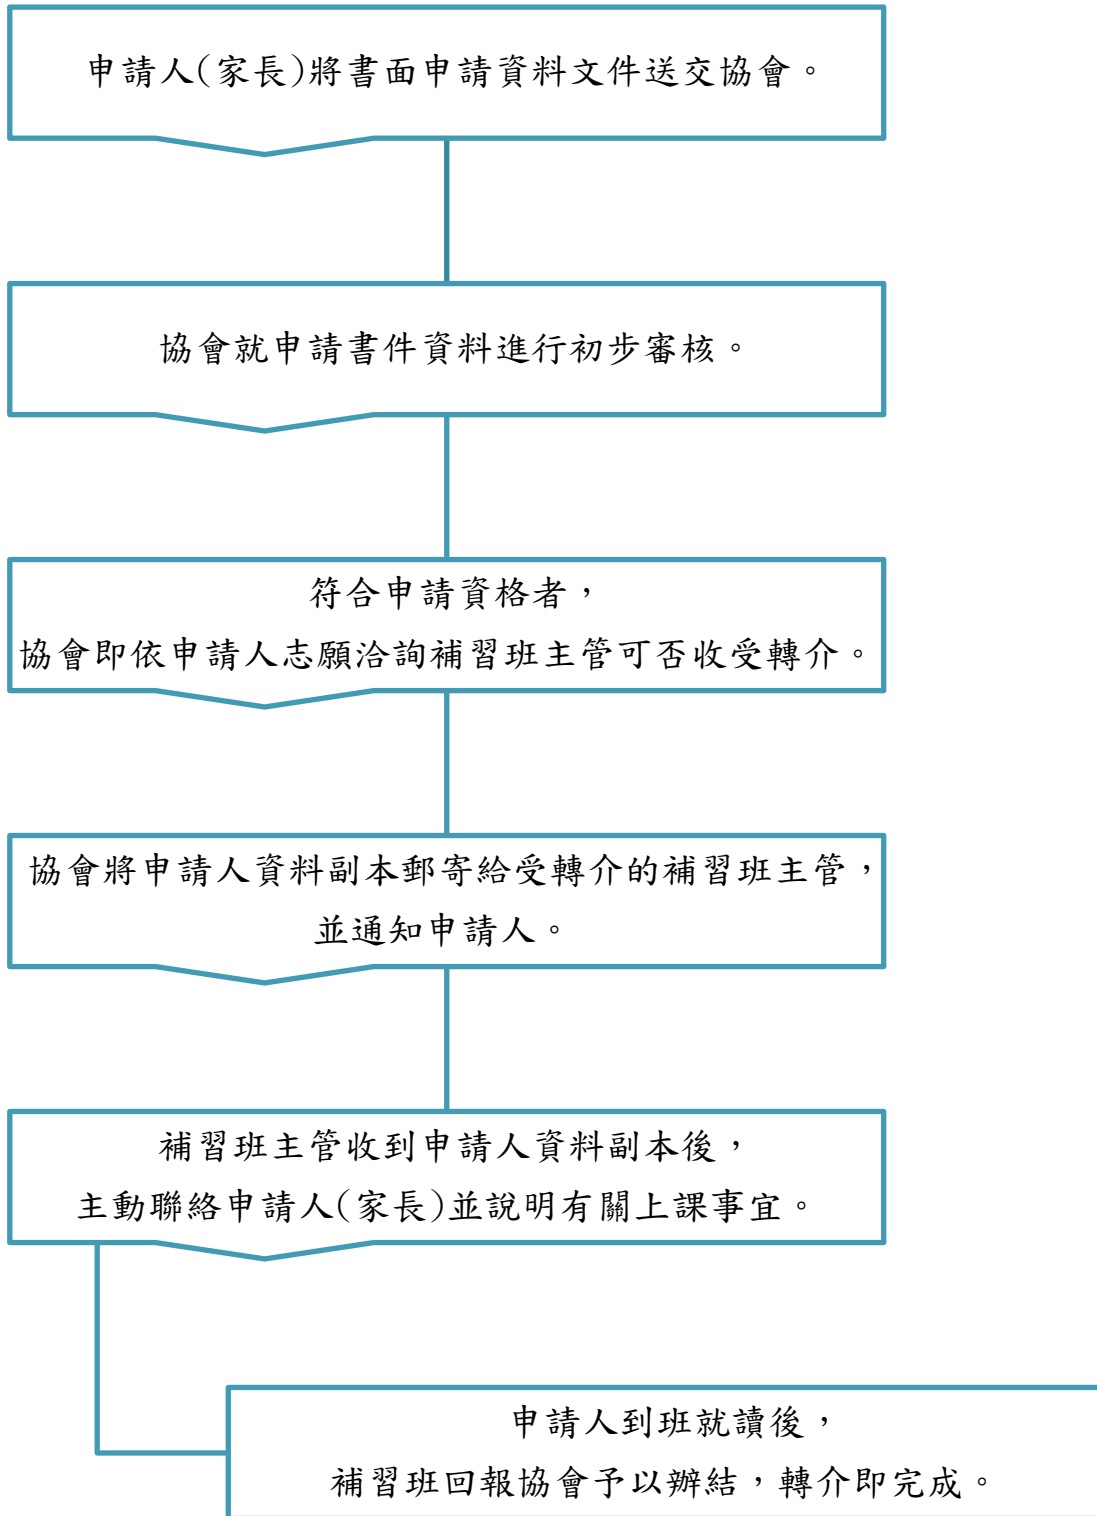 申請人(家長)將書面申請資料文件送交協會。
協會就申請書件資料進行初步審核。
符合申請資格者，
協會即依申請人志願洽詢補習班主管可否收受轉介。
協會將申請人資料副本郵寄給受轉介的補習班主管，
並通知申請人。
補習班主管收到申請人資料副本後，
主動聯絡申請人(家長)並說明有關上課事宜。
申請人到班就讀後，
補習班回報協會予以辦結，轉介即完成。